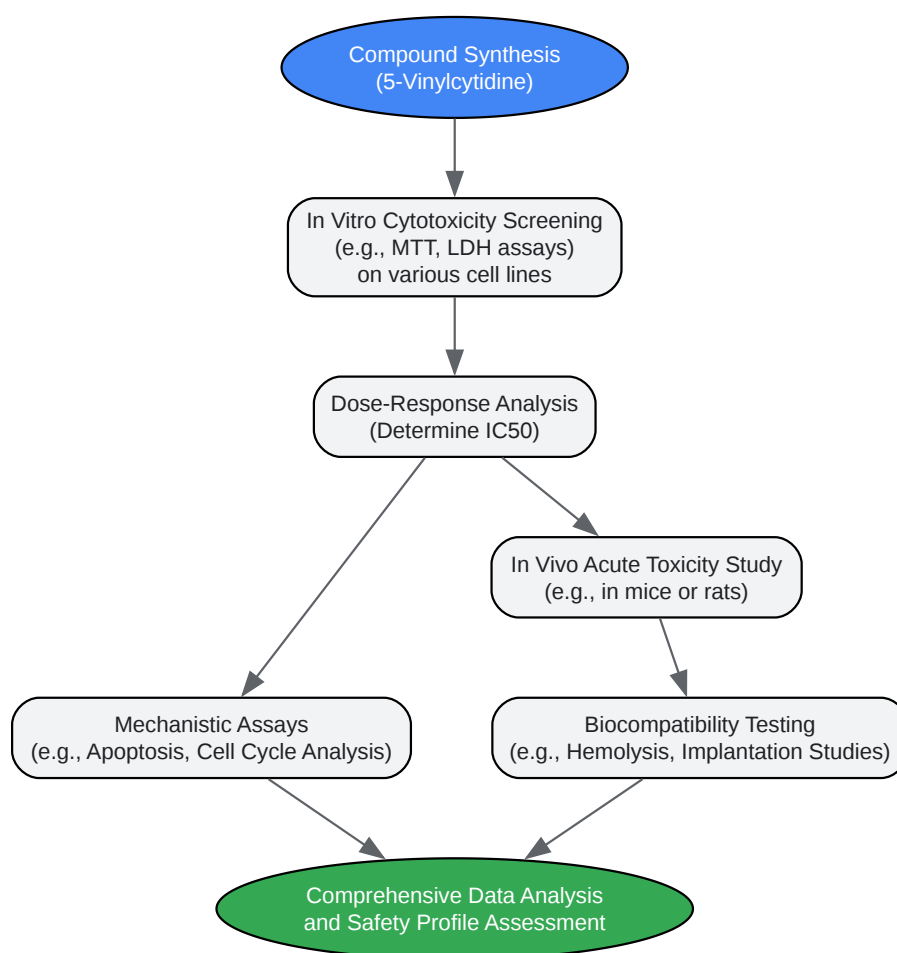 Compound Synthesis
(5-Vinylcytidine)
In Vitro Cytotoxicity Screening
(e.g., MTT, LDH assays)
on various cell lines
Dose-Response Analysis
(Determine IC50)
In Vivo Acute Toxicity Study
(e.g., in mice or rats)
Mechanistic Assays
(e.g., Apoptosis, Cell Cycle Analysis)
Biocompatibility Testing
(e.g., Hemolysis, Implantation Studies)
Comprehensive Data Analysis
and Safety Profile Assessment